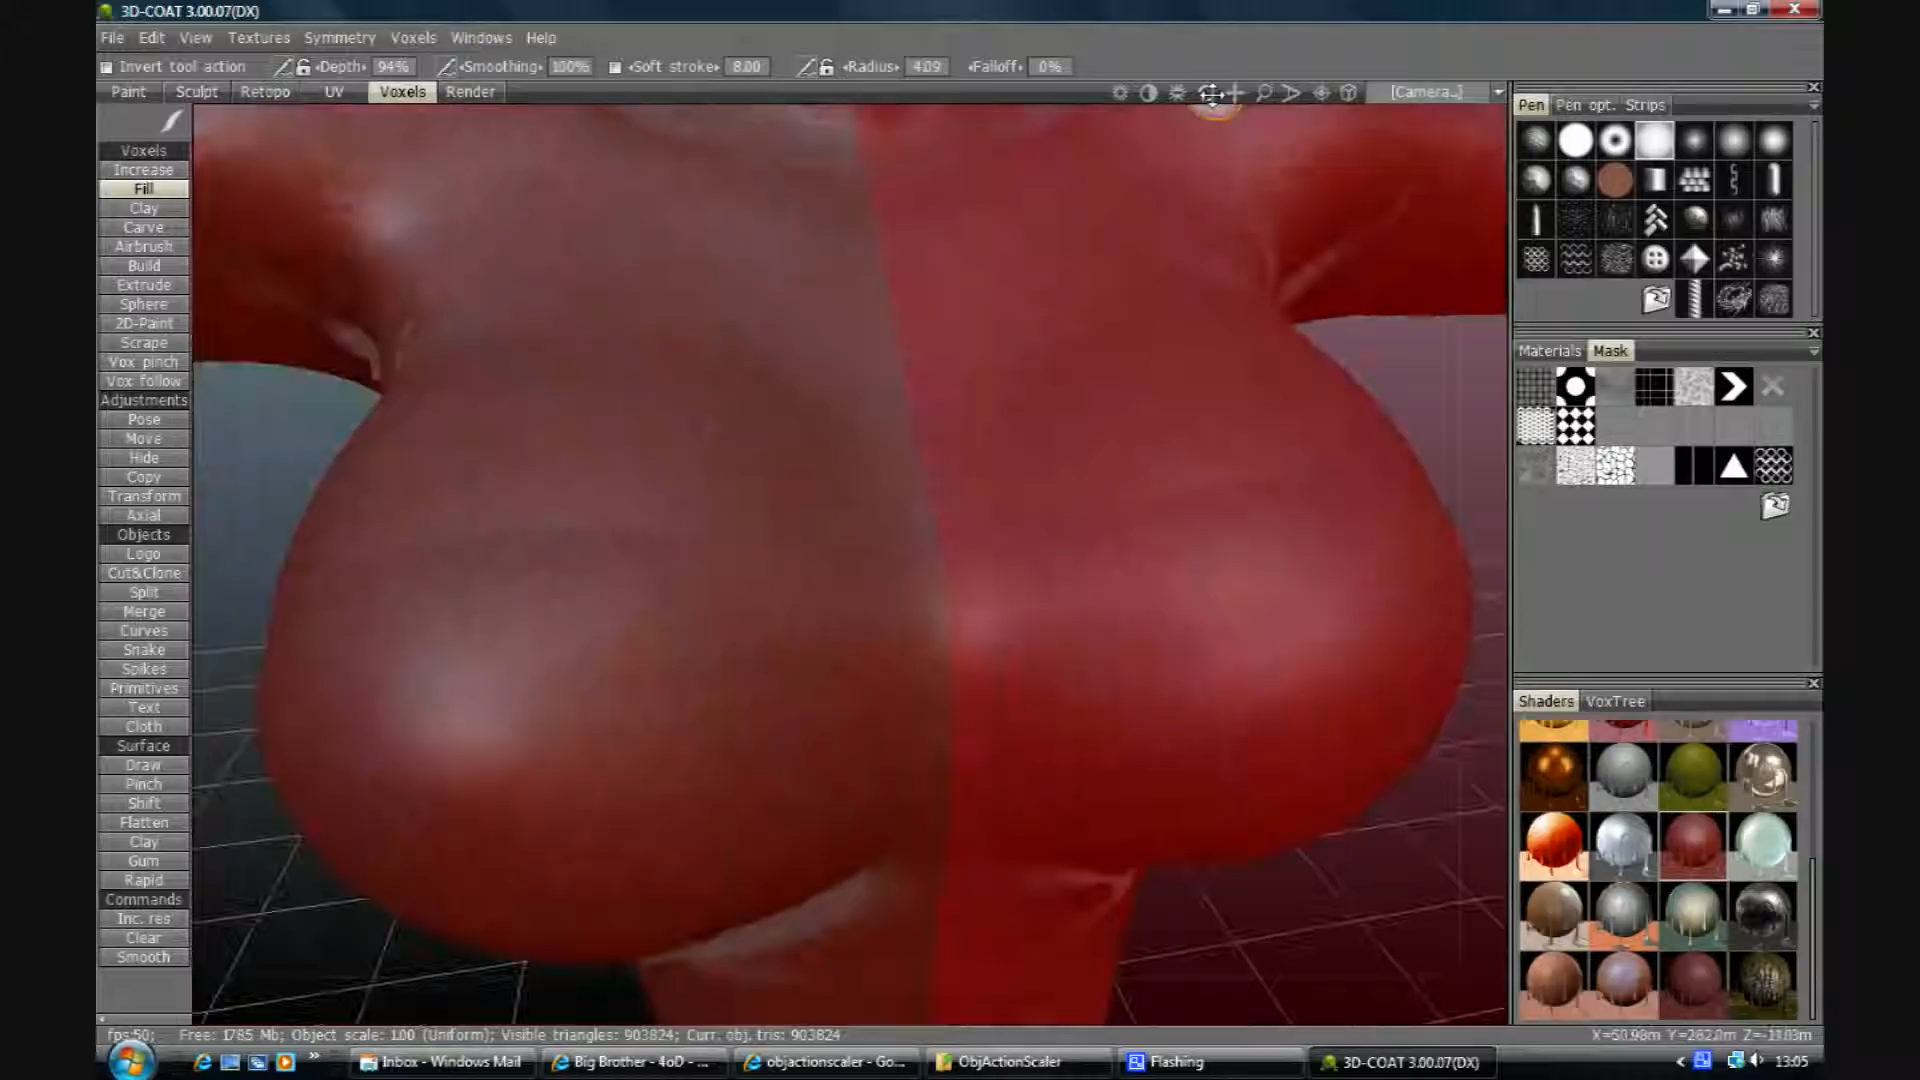 3D-COAT 3.00.07(DX)
File Edit View Textures Symmetry Voxels Windows Help
Invert tool action Depth 94% Smoothing 100% Soft stroke 8.00 Radius 4.09 Falloff 0%
Paint Sculpt Retopo UV Voxels Render [Camera..]
Pen Pen opt. Strips
Voxels
Increase
Fill
Clay
Carve
Airbrush
Build
Extrude
Sphere
2D-Paint
Scrape
Vox pinch
Vox follow
Adjustments
Pose
Move
Hide
Copy
Transform
Axial
Objects
Logo
Cut&Clone
Split
Merge
Curves
Snake
Spikes
Primitives
Text
Cloth
Surface
Draw
Pinch
Shift
Flatten
Clay
Gum
Rapid
Commands
Inc. res
Clear
Smooth
Materials Mask
Shaders VoxTree
fps:50; Free: 1785 Mb; Object scale: 1.00 (Uniform); Visible triangles: 903824; Curr. obj. tris: 903824
X=50.98m Y=282.0m Z=-11.03m
Inbox - Windows Mail Big Brother - 4oD - ... objactionscaler - Go... ObjActionScaler Flashing 3D-COAT 3.00.07(DX) 13:05